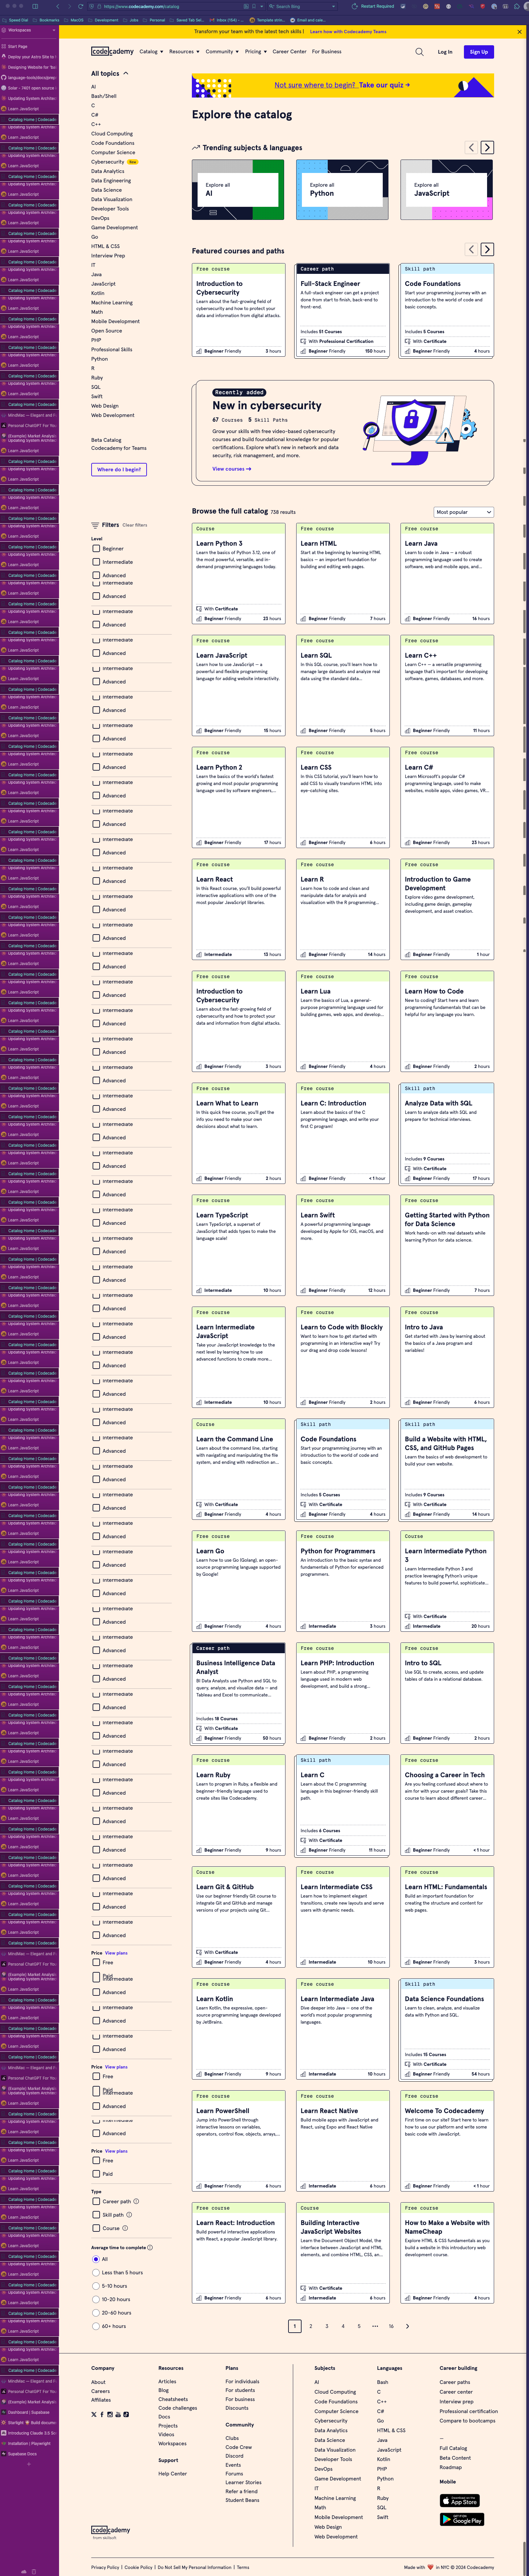 https://www.codecademy.com/catalog
Search Bing
Restart Required
Speed Dial
Bookmarks
MacOS
Development
Jobs
Personal
Saved Tab Set...
Workspaces
Start Page
Learn JavaScript
Catalog Home | Codecademy
Transform your team with the latest tech skills |
Learn how with Codecademy Teams
codecademy
Catalog
Resources
Community
Pricing
Career Center
For Business
Log In
Sign Up
All topics
AI
Bash/Shell
C
C#
C++
Cloud Computing
Code Foundations
Computer Science
Cybersecurity New
Data Analytics
Data Engineering
Data Science
Data Visualization
Developer Tools
DevOps
Game Development
Go
HTML & CSS
Interview Prep
IT
Java
JavaScript
Kotlin
Machine Learning
Math
Mobile Development
Open Source
PHP
Professional Skills
Python
R
Ruby
SQL
Swift
Web Design
Web Development
Beta Catalog
Codecademy for Teams
Where do I begin?
Not sure where to begin? Take our quiz →
Explore the catalog
Trending subjects & languages
Explore all
AI
Explore all
Python
Explore all
JavaScript
Featured courses and paths
Free course
Introduction to Cybersecurity
Learn about the fast-growing field of cybersecurity and how to protect your data and information from digital attacks.
Beginner Friendly
3 hours
Career path
Full-Stack Engineer
A full-stack engineer can get a project done from start to finish, back-end to front-end.
Includes 51 Courses
With Professional Certification
Beginner Friendly
150 hours
Skill path
Code Foundations
Start your programming journey with an introduction to the world of code and basic concepts.
Includes 5 Courses
With Certificate
Beginner Friendly
4 hours
Recently added
New in cybersecurity
67 Courses 5 Skill Paths
Grow your skills with free video-based cybersecurity courses and build foundational expertise for popular certifications. Explore what's new in network and data security, risk management, and more.
View courses →
Browse the full catalog 738 results
Most popular
Filters
Clear filters
Level
Beginner
Intermediate
Advanced
Course
Learn Python 3
Learn the basics of Python 3.12, one of the most powerful, versatile, and in-demand programming languages today.
With Certificate
Beginner Friendly
23 hours
Free course
Learn HTML
Start at the beginning by learning HTML basics — an important foundation for building and editing web pages.
Beginner Friendly
7 hours
Free course
Learn Java
Learn to code in Java — a robust programming language used to create software, web and mobile apps, and more.
Beginner Friendly
16 hours
Free course
Learn JavaScript
Learn how to use JavaScript — a powerful and flexible programming language for adding website interactivity.
Beginner Friendly
15 hours
Free course
Learn SQL
In this SQL course, you'll learn how to manage large datasets and analyze real data using the standard data...
Beginner Friendly
5 hours
Free course
Learn C++
Learn C++ — a versatile programming language that's important for developing software, games, databases, and more.
Beginner Friendly
11 hours
Free course
Learn Python 2
Learn the basics of the world's fastest growing and most popular programming language used by software engineers,...
Beginner Friendly
17 hours
Free course
Learn CSS
In this CSS tutorial, you'll learn how to add CSS to visually transform HTML into eye-catching sites.
Beginner Friendly
6 hours
Free course
Learn C#
Learn Microsoft's popular C# programming language, used to make websites, mobile apps, video games, VR...
Beginner Friendly
23 hours
Free course
Learn React
In this React course, you'll build powerful interactive applications with one of the most popular JavaScript libraries.
Intermediate
13 hours
Free course
Learn R
Learn how to code and clean and manipulate data for analysis and visualization with the R programming...
Beginner Friendly
14 hours
Free course
Introduction to Game Development
Explore video game development, including game design, gameplay development, and asset creation.
Beginner Friendly
1 hour
Free course
Introduction to Cybersecurity
Learn about the fast-growing field of cybersecurity and how to protect your data and information from digital attacks.
Beginner Friendly
3 hours
Free course
Learn Lua
Learn the basics of Lua, a general-purpose programming language used for building games, web apps, and developer tools.
Beginner Friendly
4 hours
Free course
Learn How to Code
New to coding? Start here and learn programming fundamentals that can be helpful for any language you learn.
Beginner Friendly
2 hours
Free course
Learn What to Learn
In this quick free course, you'll get the info you need to make your own decisions about what to learn.
Beginner Friendly
2 hours
Free course
Learn C: Introduction
Learn about the basics of the C programming language, and write your first C program!
Beginner Friendly
< 1 hour
Skill path
Analyze Data with SQL
Learn to analyze data with SQL and prepare for technical interviews.
Includes 9 Courses
With Certificate
Beginner Friendly
17 hours
Free course
Learn TypeScript
Learn TypeScript, a superset of JavaScript that adds types to make the language scale!
Intermediate
10 hours
Free course
Learn Swift
A powerful programming language developed by Apple for iOS, macOS, and more.
Beginner Friendly
12 hours
Free course
Getting Started with Python for Data Science
Work hands-on with real datasets while learning Python for data science.
Beginner Friendly
7 hours
Free course
Learn Intermediate JavaScript
Take your JavaScript knowledge to the next level by learning how to use advanced functions to create more...
Intermediate
10 hours
Free course
Learn to Code with Blockly
Want to learn how to get started with programming in an interactive way? Try our drag and drop code lessons!
Beginner Friendly
2 hours
Free course
Intro to Java
Get started with Java by learning about the basics of a Java program and variables!
Beginner Friendly
6 hours
Course
Learn the Command Line
Learn about the command line, starting with navigating and manipulating the file system, and ending with redirection an...
With Certificate
Beginner Friendly
4 hours
Skill path
Code Foundations
Start your programming journey with an introduction to the world of code and basic concepts.
Includes 5 Courses
With Certificate
Beginner Friendly
4 hours
Skill path
Build a Website with HTML, CSS, and GitHub Pages
Learn the basics of web development to build your own website.
Includes 9 Courses
With Certificate
Beginner Friendly
14 hours
Free course
Learn Go
Learn how to use Go (Golang), an open-source programming language supported by Google!
Beginner Friendly
6 hours
Free course
Python for Programmers
An introduction to the basic syntax and fundamentals of Python for experienced programmers.
Intermediate
3 hours
Course
Learn Intermediate Python 3
Learn Intermediate Python 3 and practice leveraging Python's unique features to build powerful, sophisticated...
With Certificate
Intermediate
20 hours
Career path
Business Intelligence Data Analyst
BI Data Analysts use Python and SQL to query, analyze, and visualize data — and Tableau and Excel to communicate...
Includes 18 Courses
With Certificate
Beginner Friendly
50 hours
Free course
Learn PHP: Introduction
Learn about PHP, a programming language used in modern web development, and build a strong...
Beginner Friendly
2 hours
Free course
Intro to SQL
Use SQL to create, access, and update tables of data in a relational database.
Beginner Friendly
2 hours
Free course
Learn Ruby
Learn to program in Ruby, a flexible and beginner-friendly language used to create sites like Codecademy.
Beginner Friendly
9 hours
Skill path
Learn C
Learn about the C programming language in this beginner-friendly skill path.
Includes 6 Courses
With Certificate
Beginner Friendly
11 hours
Free course
Choosing a Career in Tech
Are you feeling confused about where to aim for with your career goals? Take this course to learn about different career...
Beginner Friendly
< 1 hour
Course
Learn Git & GitHub
Use our beginner friendly Git course to integrate Git and GitHub and manage versions of your projects using Git...
With Certificate
Beginner Friendly
4 hours
Free course
Learn Intermediate CSS
Learn how to implement elegant transitions, create new layouts and serve users with dynamic needs.
Intermediate
10 hours
Free course
Learn HTML: Fundamentals
Build an important foundation for creating the structure and content for web pages.
Beginner Friendly
3 hours
Free course
Learn Kotlin
Learn Kotlin, the expressive, open-source programming language developed by JetBrains.
Beginner Friendly
9 hours
Free course
Learn Intermediate Java
Delve deeper into Java — one of the world's most popular programming languages.
Intermediate
10 hours
Skill path
Data Science Foundations
Learn to clean, analyze, and visualize data with Python and SQL.
Includes 15 Courses
With Certificate
Beginner Friendly
54 hours
Free course
Learn PowerShell
Jump into PowerShell through interactive lessons on variables, operators, control flow, objects, arrays,...
Beginner Friendly
6 hours
Free course
Learn React Native
Build mobile apps with JavaScript and React, using Expo and React Native
Intermediate
6 hours
Free course
Welcome To Codecademy
First time on our site? Start here to learn how to use our platform and write some basic code with JavaScript.
Beginner Friendly
< 1 hour
Free course
Learn React: Introduction
Build powerful interactive applications with React, a popular JavaScript library.
Beginner Friendly
6 hours
Course
Building Interactive JavaScript Websites
Learn the Document Object Model, the interface between JavaScript and HTML elements, and combine HTML, CSS, an...
With Certificate
Intermediate
6 hours
Free course
How to Make a Website with NameCheap
Explore HTML & CSS fundamentals as you build a website in this introductory web development course.
Beginner Friendly
4 hours
Price View plans
Free
Paid
Type
Career path
Skill path
Course
Average time to complete
All
Less than 5 hours
5-10 hours
10-20 hours
20-60 hours
60+ hours
1 2 3 4 5 ••• 16
Company
About
Careers
Affiliates
Resources
Articles
Blog
Cheatsheets
Code challenges
Docs
Projects
Videos
Workspaces
Support
Help Center
Plans
For individuals
For students
For business
Discounts
Community
Clubs
Code Crew
Discord
Events
Forums
Learner Stories
Refer a friend
Student Beans
Subjects
AI
Cloud Computing
Code Foundations
Computer Science
Cybersecurity
Data Analytics
Data Science
Data Visualization
Developer Tools
DevOps
Game Development
IT
Machine Learning
Math
Mobile Development
Web Design
Web Development
Languages
Bash
C
C++
C#
Go
HTML & CSS
Java
JavaScript
Kotlin
PHP
Python
R
Ruby
SQL
Swift
Career building
Career paths
Career center
Interview prep
Professional certification
Compare to bootcamps
—
Full Catalog
Beta Content
Roadmap
Mobile
App Store
Google Play
codecademy
from skillsoft
Privacy Policy | Cookie Policy | Do Not Sell My Personal Information | Terms
Made with ❤ in NYC © 2024 Codecademy